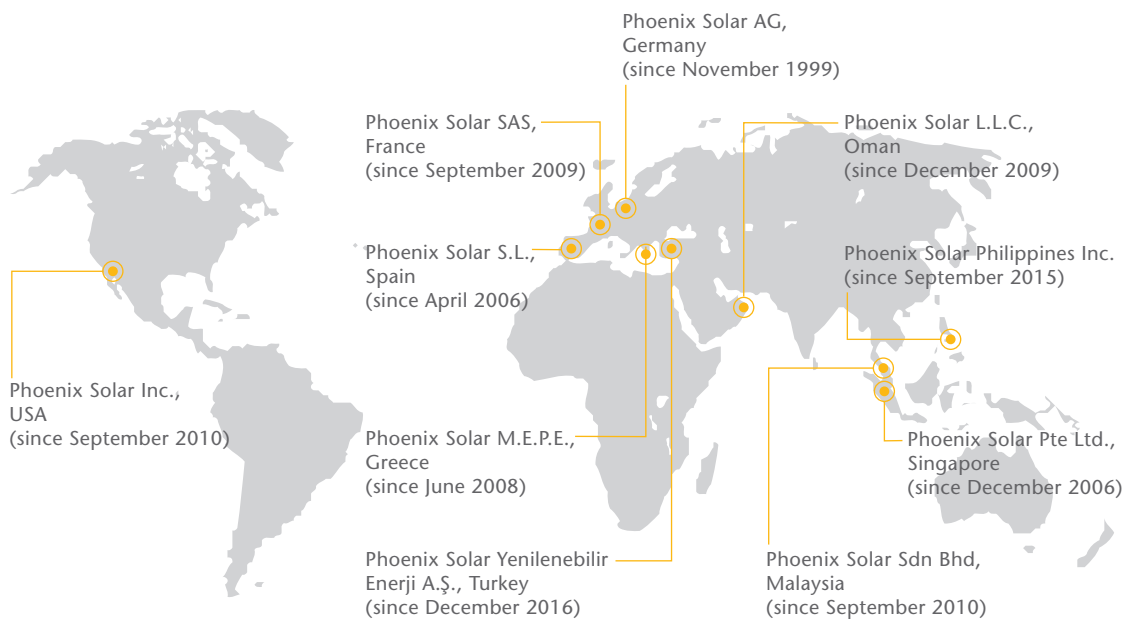 Phoenix Solar AG,
Germany
(since November 1999)
Phoenix Solar SAS,
France
(since September 2009)
Phoenix Solar L.L.C.,
Oman
(since December 2009)
Phoenix Solar S.L.,
Spain
(since April 2006)
Phoenix Solar Philippines Inc.
(since September 2015)
Phoenix Solar Inc.,
USA
(since September 2010)
Phoenix Solar M.E.P.E.,
Greece
(since June 2008)
Phoenix Solar Pte Ltd.,
Singapore
(since December 2006)
Phoenix Solar Yenilenebilir
Enerji A.Ş., Turkey
(since December 2016)
Phoenix Solar Sdn Bhd,
Malaysia
(since September 2010)